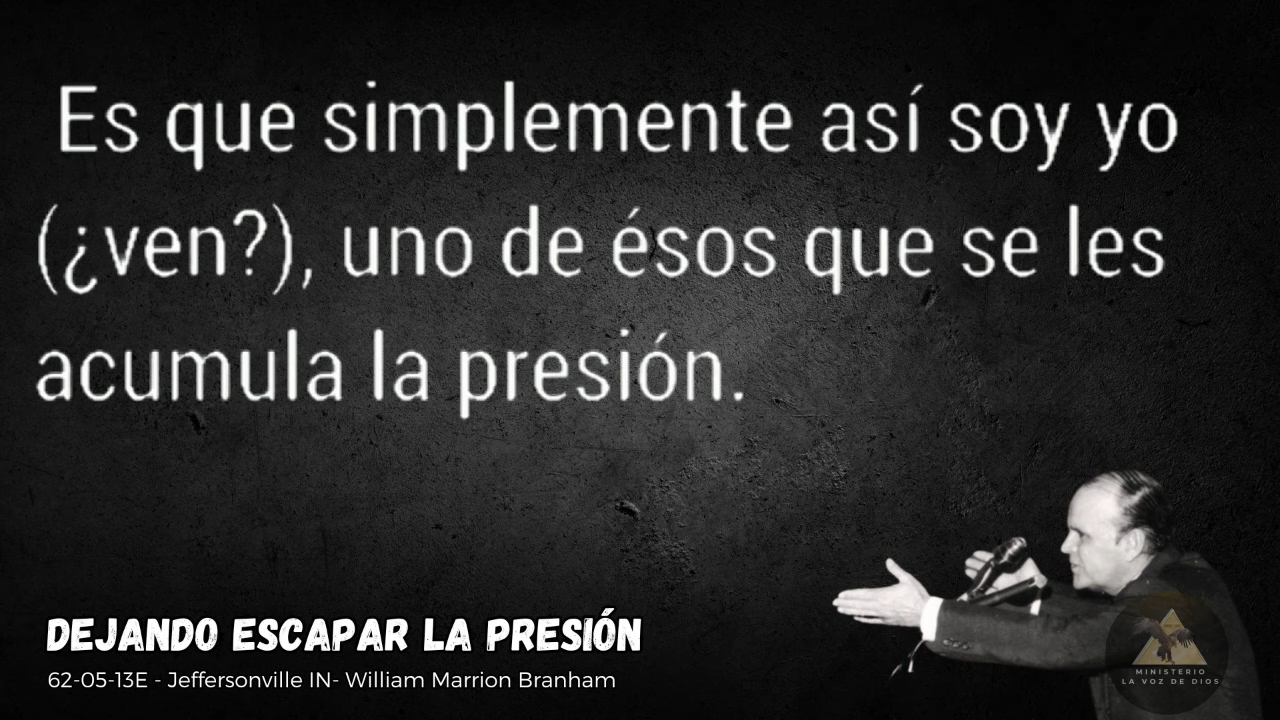 Es que simplemente así soy yo
(¿ven?), uno de ésos que se les
acumula la presión.
DEJANDO ESCAPAR LA PRESIÓN
62-05-13E - Jeffersonville IN- William Marrion Branham
MINISTERIO
LA VOZ DE DIOS